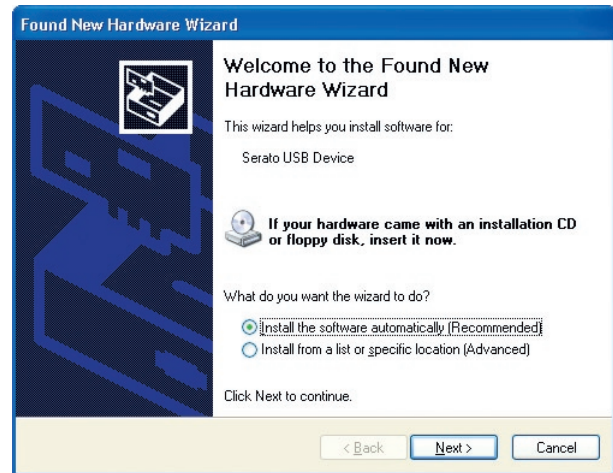 Found New Hardware Wizard
Welcome to the Found New
Hardware Wizard
This wizard helps you install software for:
Serato USB Device
If your hardware came with an installation CD
or floppy disk, insert it now.
What do you want the wizard to do?
Install the software automatically (Recommended)
Install from a list or specific location (Advanced)
Click Next to continue.
< Back Next > Cancel